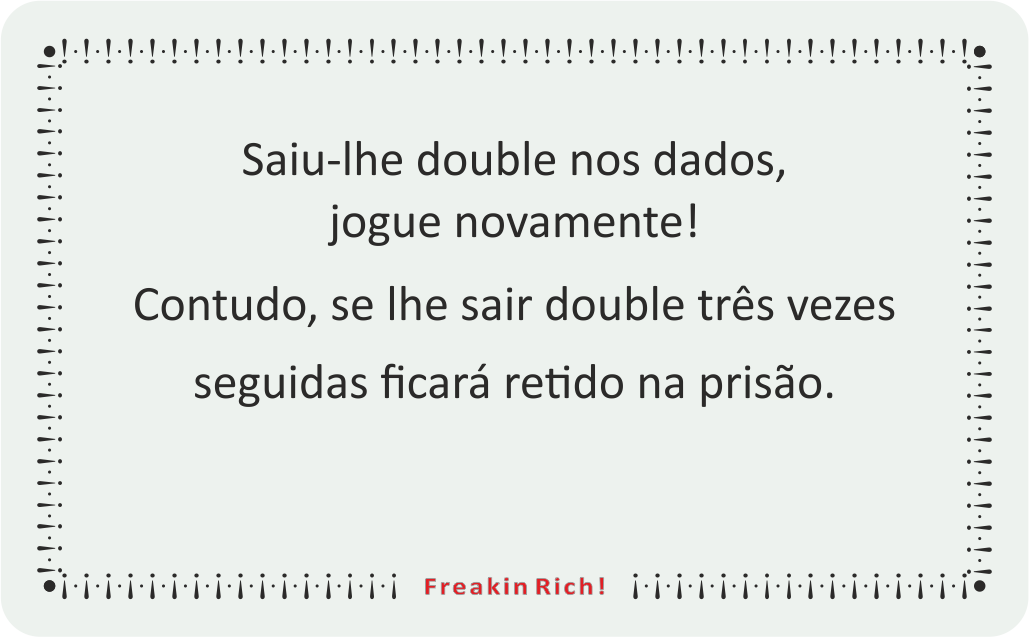 Saiu-lhe double nos dados,
jogue novamente!
Contudo, se lhe sair double três vezes
seguidas ficará retido na prisão.
Freakin Rich!